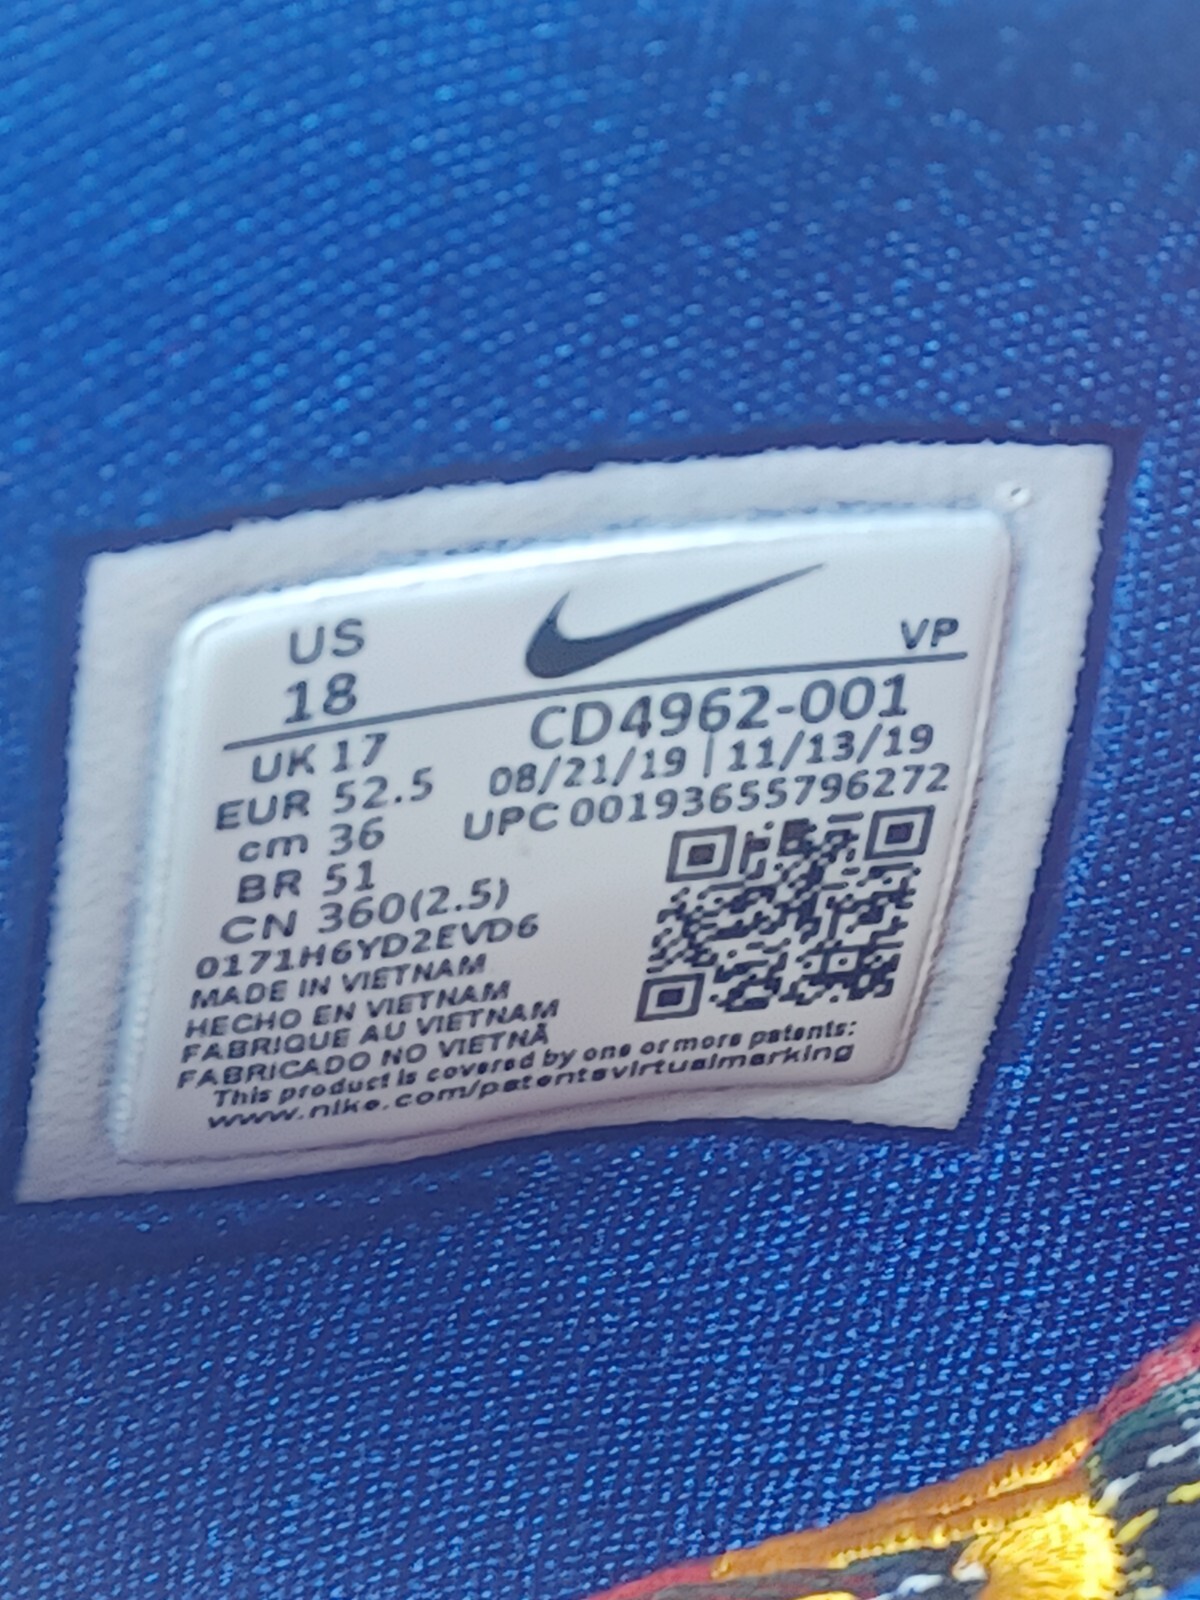 US
18
VP
UK 17
CD4962-001
EUR 52.5
08/21/19 | 11/13/19
cm 36
UPC 00193655796272
BR 51
CN 360(2.5)
0171H6YD2EVD6
MADE IN VIETNAM
HECHO EN VIETNAM
FABRIQUE AU VIETNAM
FABRICADO NO VIETNÃ
This product is covered by one or more patents:
www.nike.com/patentsvirtualmarking